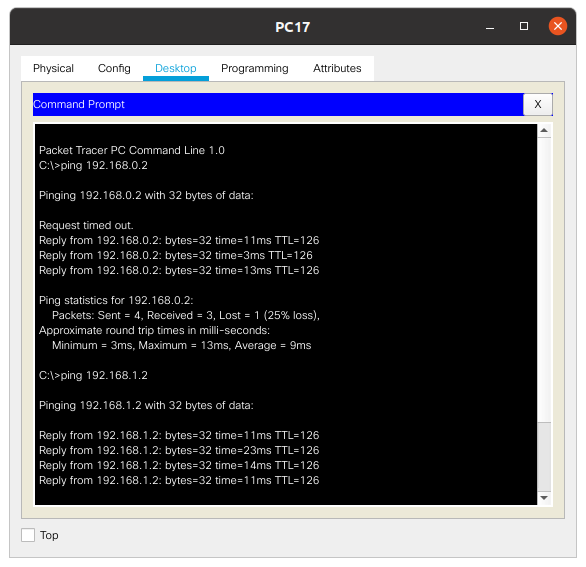 PC17
Physical Config Desktop Programming Attributes
Command Prompt X
Packet Tracer PC Command Line 1.0
C:\>ping 192.168.0.2
Pinging 192.168.0.2 with 32 bytes of data:
Request timed out.
Reply from 192.168.0.2: bytes=32 time=11ms TTL=126
Reply from 192.168.0.2: bytes=32 time=3ms TTL=126
Reply from 192.168.0.2: bytes=32 time=13ms TTL=126
Ping statistics for 192.168.0.2:
Packets: Sent = 4, Received = 3, Lost = 1 (25% loss),
Approximate round trip times in milli-seconds:
Minimum = 3ms, Maximum = 13ms, Average = 9ms
C:\>ping 192.168.1.2
Pinging 192.168.1.2 with 32 bytes of data:
Reply from 192.168.1.2: bytes=32 time=11ms TTL=126
Reply from 192.168.1.2: bytes=32 time=23ms TTL=126
Reply from 192.168.1.2: bytes=32 time=14ms TTL=126
Reply from 192.168.1.2: bytes=32 time=11ms TTL=126
Top